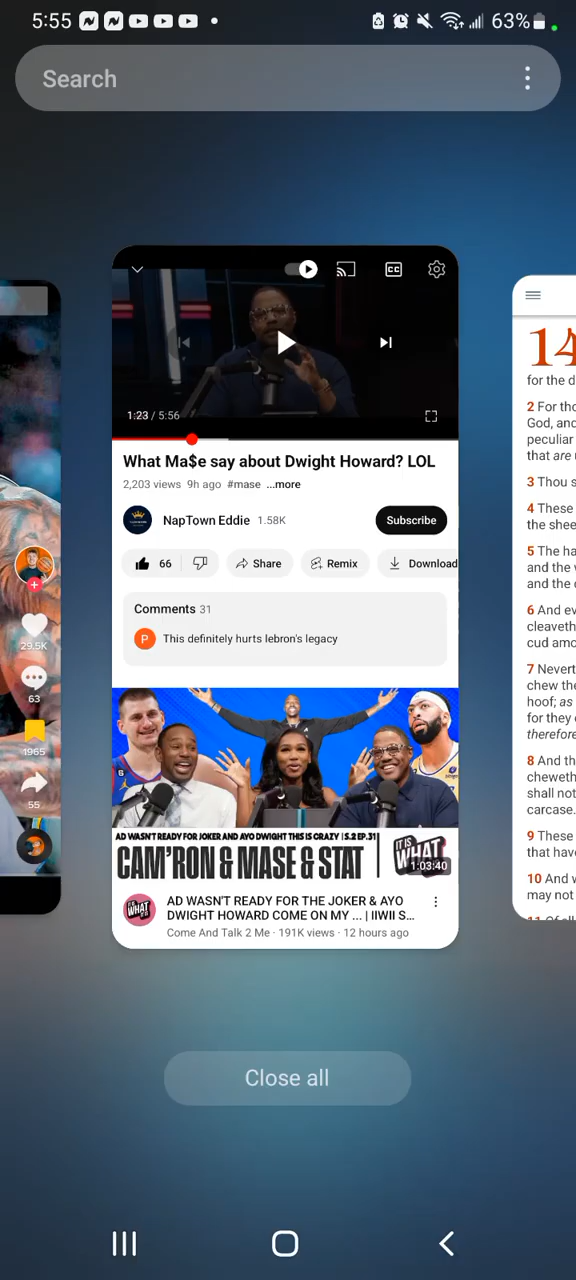 5:55
63%
Search
1:23 / 5:56
What Ma$e say about Dwight Howard? LOL
2,203 views 9h ago #mase ...more
NapTown Eddie 1.58K
Subscribe
66
Share
Remix
Download
Comments 31
P
This definitely hurts lebron's legacy
AD WASN'T READY FOR JOKER AND AYO DWIGHT THIS IS CRAZY | S.2 EP.31
CAM'RON & MASE & STAT
IT IS WHAT
1:03:40
IT IS WHAT
AD WASN'T READY FOR THE JOKER & AYO
DWIGHT HOWARD COME ON MY ... | IIWII S...
Come And Talk 2 Me · 191K views · 12 hours ago
29.5K
63
1965
55
14
for the d
2 For tho
God, and
peculiar
that are
3 Thou s
4 These
the shee
5 The ha
and the
and the
6 And ev
cleaveth
cud amo
7 Nevert
chew the
hoof; as
for they
therefore
8 And th
cheweth
shall not
carcase.
9 These
that have
10 And w
may not
Close all